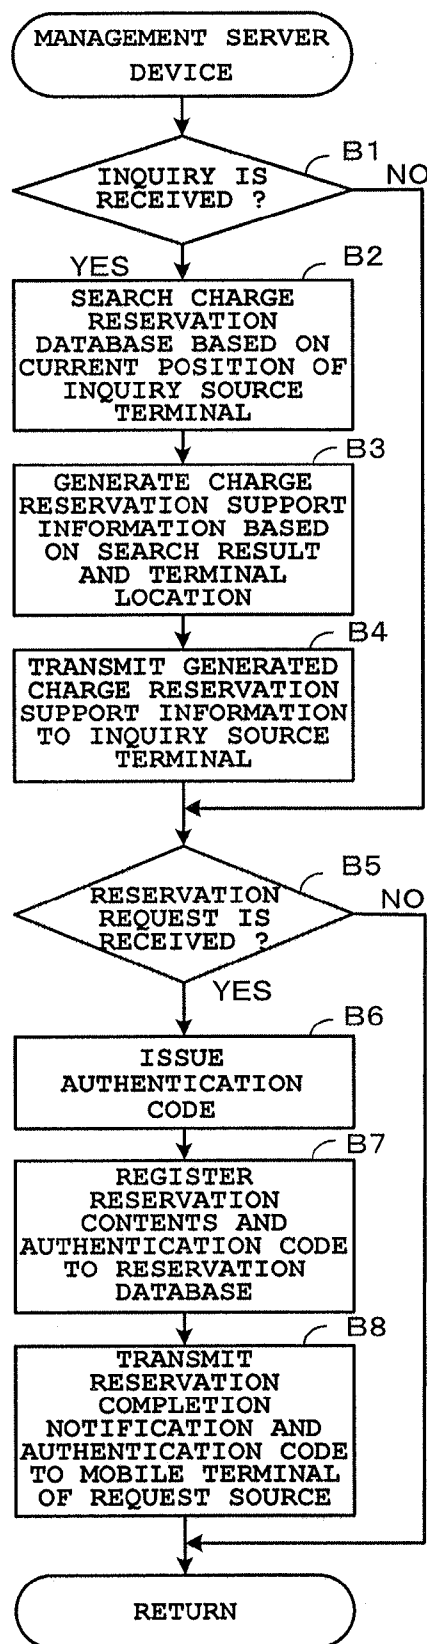 MANAGEMENT SERVER
DEVICE
B1
INQUIRY IS
RECEIVED ?
NO
YES
B2
SEARCH CHARGE
RESERVATION
DATABASE BASED ON
CURRENT POSITION OF
INQUIRY SOURCE
TERMINAL
B3
GENERATE CHARGE
RESERVATION SUPPORT
INFORMATION BASED
ON SEARCH RESULT
AND TERMINAL
LOCATION
B4
TRANSMIT GENERATED
CHARGE RESERVATION
SUPPORT INFORMATION
TO INQUIRY SOURCE
TERMINAL
B5
RESERVATION
REQUEST IS
RECEIVED ?
NO
YES
B6
ISSUE
AUTHENTICATION
CODE
B7
REGISTER
RESERVATION
CONTENTS AND
AUTHENTICATION CODE
TO RESERVATION
DATABASE
B8
TRANSMIT
RESERVATION
COMPLETION
NOTIFICATION AND
AUTHENTICATION CODE
TO MOBILE TERMINAL
OF REQUEST SOURCE
RETURN